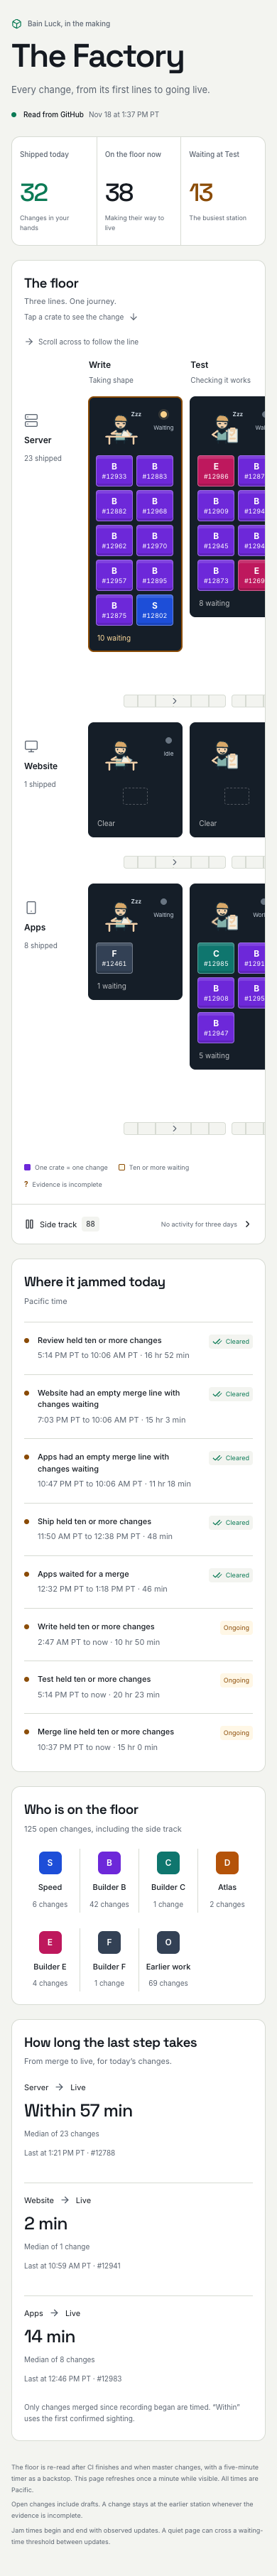 Bain Luck, in the making
The Factory
Every change, from its first lines to going live.
Read from GitHub Nov 18 at 1:37 PM PT
Shipped today
32
Changes in your
hands
On the floor now
38
Making their way to
live
Waiting at Test
13
The busiest station
The floor
Three lines. One journey.
Tap a crate to see the change
Scroll across to follow the line
Write
Taking shape
Test
Checking it works
Server
23 shipped
Zzz
Waiting
B
#12933
B
#12883
B
#12882
B
#12968
B
#12962
B
#12970
B
#12957
B
#12895
B
#12875
S
#12802
10 waiting
Zzz
Wai
E
#12986
B
#1287
B
#12909
B
#1294
B
#12945
B
#1294
B
#12873
E
#1269
8 waiting
Website
1 shipped
Idle
Clear
Clear
Apps
8 shipped
Zzz
Waiting
F
#12461
1 waiting
Wor
C
#12985
B
#1291
B
#12908
B
#1295
B
#12947
5 waiting
One crate = one change
Ten or more waiting
? Evidence is incomplete
Side track 88
No activity for three days
Where it jammed today
Pacific time
Review held ten or more changes
Cleared
5:14 PM PT to 10:06 AM PT · 16 hr 52 min
Website had an empty merge line with
changes waiting
Cleared
7:03 PM PT to 10:06 AM PT · 15 hr 3 min
Apps had an empty merge line with
changes waiting
Cleared
10:47 PM PT to 10:06 AM PT · 11 hr 18 min
Ship held ten or more changes
Cleared
11:50 AM PT to 12:38 PM PT · 48 min
Apps waited for a merge
Cleared
12:32 PM PT to 1:18 PM PT · 46 min
Write held ten or more changes
Ongoing
2:47 AM PT to now · 10 hr 50 min
Test held ten or more changes
Ongoing
5:14 PM PT to now · 20 hr 23 min
Merge line held ten or more changes
Ongoing
10:37 PM PT to now · 15 hr 0 min
Who is on the floor
125 open changes, including the side track
S
Speed
6 changes
B
Builder B
42 changes
C
Builder C
1 change
D
Atlas
2 changes
E
Builder E
4 changes
F
Builder F
1 change
O
Earlier work
69 changes
How long the last step takes
From merge to live, for today's changes.
Server → Live
Within 57 min
Median of 23 changes
Last at 1:21 PM PT · #12788
Website → Live
2 min
Median of 1 change
Last at 10:59 AM PT · #12941
Apps → Live
14 min
Median of 8 changes
Last at 12:46 PM PT · #12983
Only changes merged since recording began are timed. "Within"
uses the first confirmed sighting.
The floor is re-read after CI finishes and when master changes, with a five-minute
timer as a backstop. This page refreshes once a minute while visible. All times are
Pacific.
Open changes include drafts. A change stays at the earlier station whenever the
evidence is incomplete.
Jam times begin and end with observed updates. A quiet page can cross a waiting-
time threshold between updates.